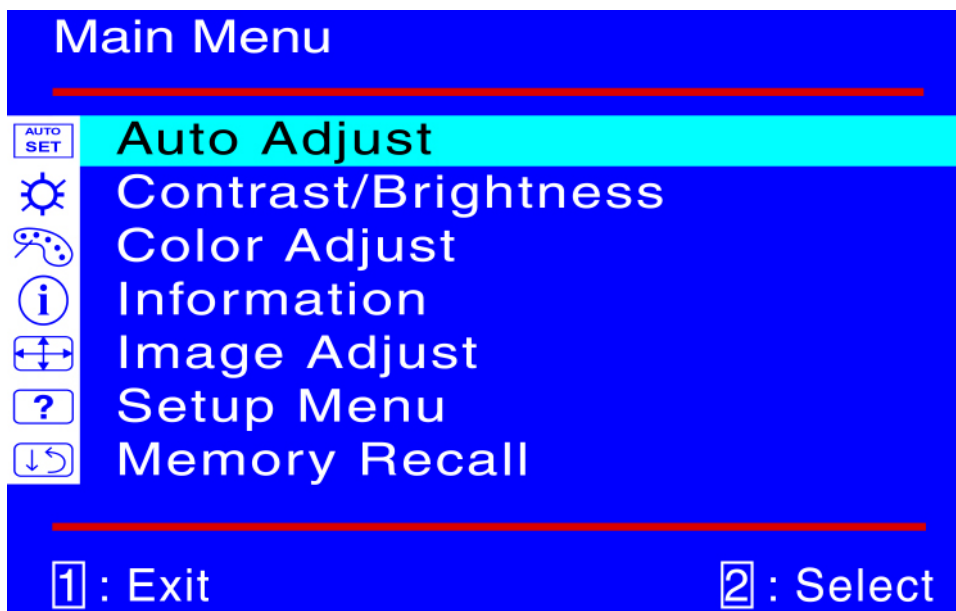 Main Menu
AUTO
SET
Auto Adjust
Contrast/Brightness
Color Adjust
i
Information
Image Adjust
?
Setup Menu
Memory Recall
1 : Exit
2 : Select